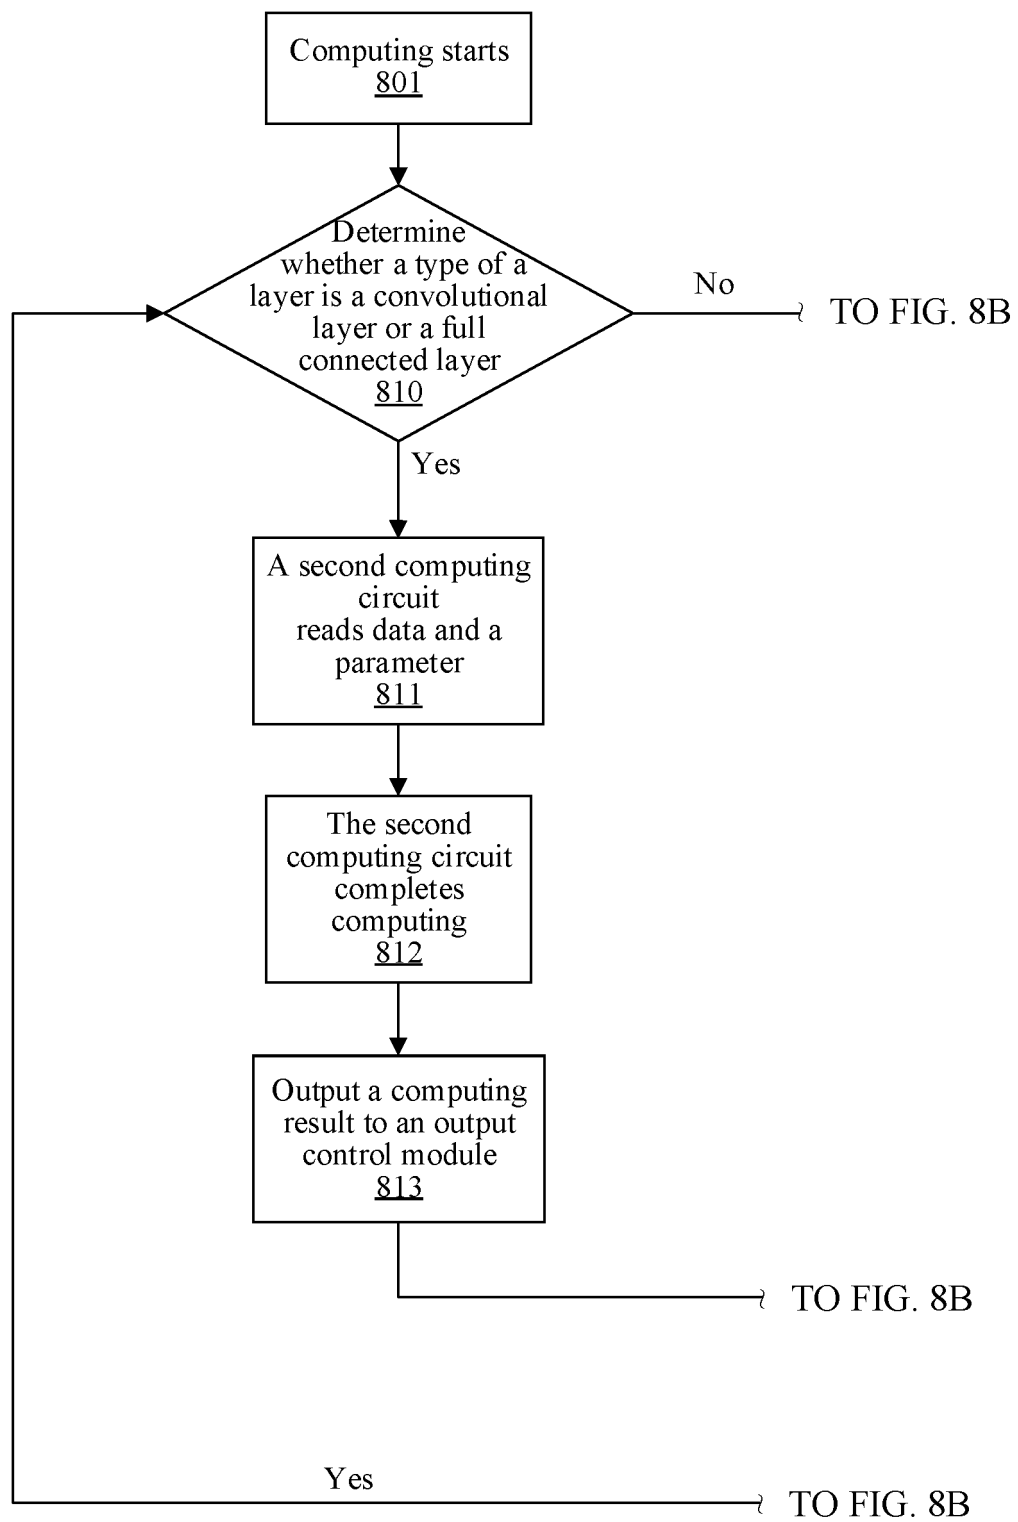 Computing starts
801
Determine
whether a type of a
layer is a convolutional
layer or a full
connected layer
810
No
TO FIG. 8B
Yes
A second computing
circuit
reads data and a
parameter
811
The second
computing circuit
completes
computing
812
Output a computing
result to an output
control module
813
TO FIG. 8B
Yes
TO FIG. 8B